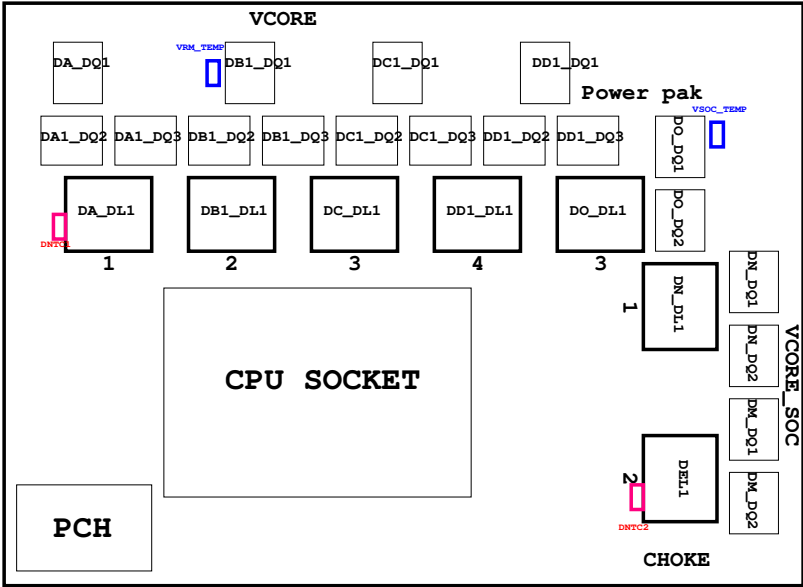 VCORE
DA_DQ1
VRM_TEMP
DB1_DQ1
DC1_DQ1
DD1_DQ1
Power pak
VSOC_TEMP
DA1_DQ2
DA1_DQ3
DB1_DQ2
DB1_DQ3
DC1_DQ2
DC1_DQ3
DD1_DQ2
DD1_DQ3
DO_DQ1
DA_DL1
DB1_DL1
DC_DL1
DD1_DL1
DO_DL1
DO_DQ2
DNTC1
1
2
3
4
3
DN_DL1
1
DN_DQ1
DN_DQ2
VCORE_SOC
CPU SOCKET
DM_DQ1
DEL1
2
DM_DQ2
DNTC2
PCH
CHOKE